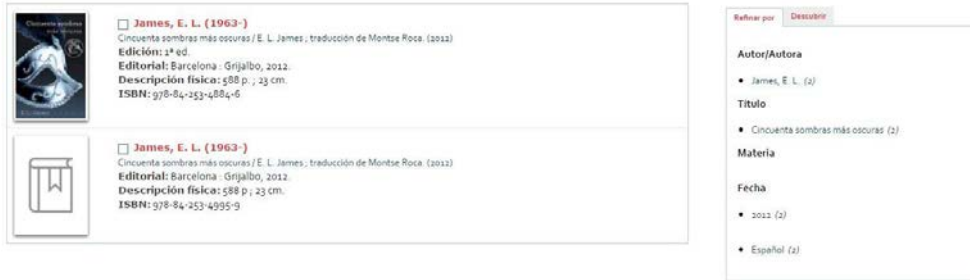 James, E. L. (1963-)
Cincuenta sombras más oscuras / E. L. James ; traducción de Montse Roca. (2012)
Edición: 1ª ed.
Editorial: Barcelona : Grijalbo, 2012.
Descripción física: 588 p. ; 23 cm.
ISBN: 978-84-253-4884-6
James, E. L. (1963-)
Cincuenta sombras más oscuras / E. L. James ; traducción de Montse Roca. (2012)
Editorial: Barcelona : Grijalbo, 2012.
Descripción física: 588 p ; 23 cm.
ISBN: 978-84-253-4995-9
Refinar por Descubrir
Autor/Autora
James, E. L. (2)
Título
Cincuenta sombras más oscuras (2)
Materia
Fecha
2012 (2)
Español (2)